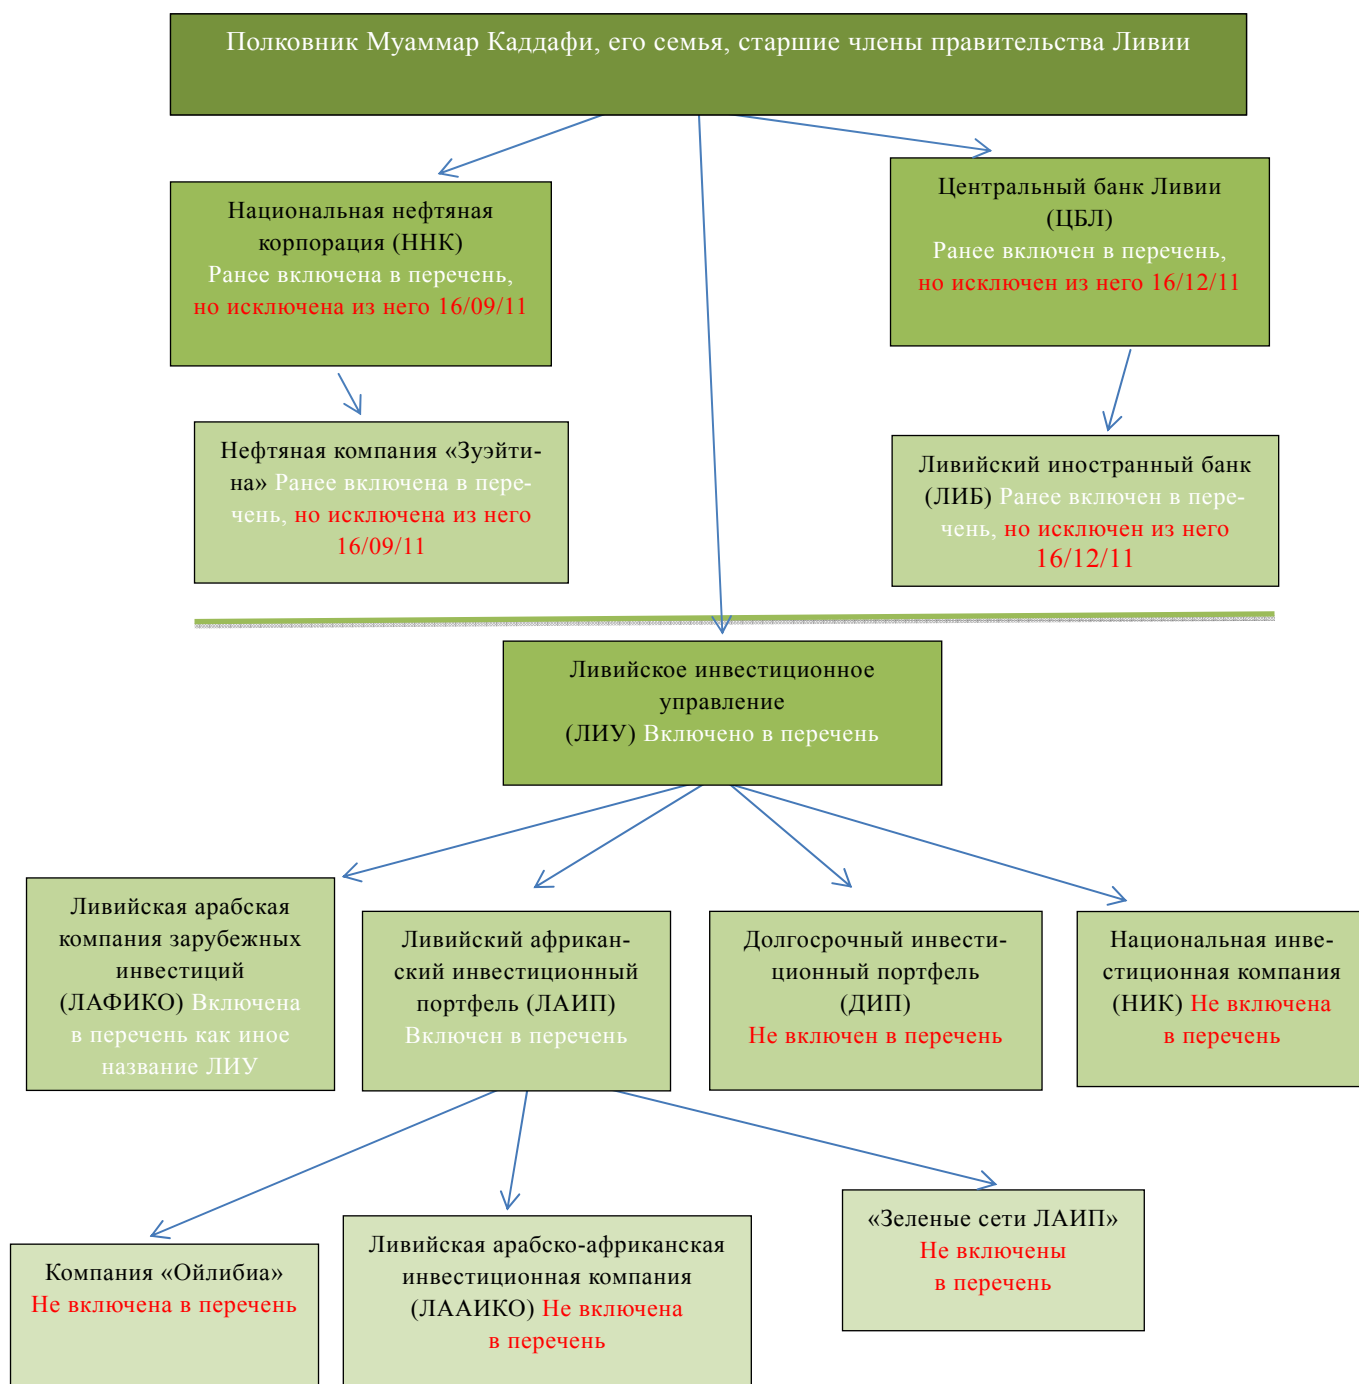 Полковник Муаммар Каддафи, его семья, старшие члены правительства Ливии
Национальная нефтяная
корпорация (ННК)
Ранее включена в перечень,
но исключена из него 16/09/11
Центральный банк Ливии
(ЦБЛ)
Ранее включен в перечень,
но исключен из него 16/12/11
Нефтяная компания «Зуэйти-
на» Ранее включена в пере-
чень, но исключена из него
16/09/11
Ливийский иностранный банк
(ЛИБ) Ранее включен в пере-
чень, но исключен из него
16/12/11
Ливийское инвестиционное
управление
(ЛИУ) Включено в перечень
Ливийская арабская
компания зарубежных
инвестиций
(ЛАФИКО) Включена
в перечень как иное
название ЛИУ
Ливийский африкан-
ский инвестиционный
портфель (ЛАИП)
Включен в перечень
Долгосрочный инвести-
ционный портфель
(ДИП)
Не включен в перечень
Национальная инве-
стиционная компания
(НИК) Не включена
в перечень
Компания «Ойлибиа»
Не включена в перечень
Ливийская арабско-африканская
инвестиционная компания
(ЛААИКО) Не включена
в перечень
«Зеленые сети ЛАИП»
Не включены
в перечень